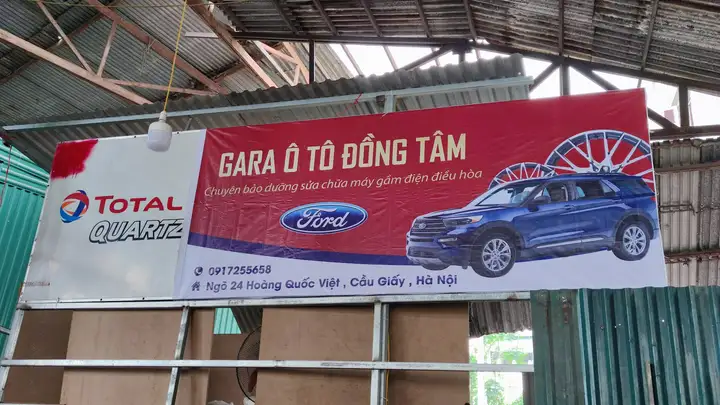 TOTAL
QUARTZ
GARA Ô TÔ ĐỒNG TÂM
Chuyên bảo dưỡng sửa chữa máy gầm điện điều hòa
Ford
0917255658
Ngõ 24 Hoàng Quốc Việt , Cầu Giấy , Hà Nội